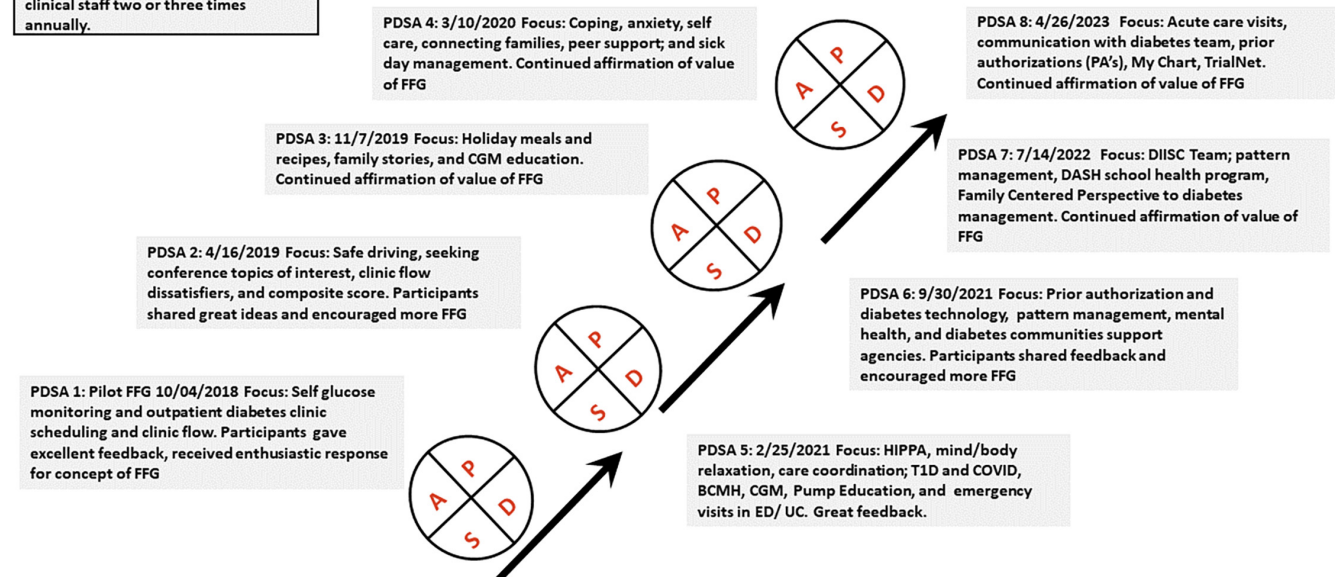 clinical staff two or three times
annually.
PDSA 4: 3/10/2020 Focus: Coping, anxiety, self
care, connecting families, peer support; and sick
day management. Continued affirmation of value
of FFG
PDSA 8: 4/26/2023 Focus: Acute care visits,
communication with diabetes team, prior
authorizations (PA's), My Chart, TrialNet.
Continued affirmation of value of FFG
P
A
D
S
PDSA 3: 11/7/2019 Focus: Holiday meals and
recipes, family stories, and CGM education.
Continued affirmation of value of FFG
PDSA 7: 7/14/2022 Focus: DIISC Team; pattern
management, DASH school health program,
Family Centered Perspective to diabetes
management. Continued affirmation of value of
FFG
P
A
D
S
PDSA 2: 4/16/2019 Focus: Safe driving, seeking
conference topics of interest, clinic flow
dissatisfiers, and composite score. Participants
shared great ideas and encouraged more FFG
PDSA 6: 9/30/2021 Focus: Prior authorization and
diabetes technology, pattern management, mental
health, and diabetes communities support
agencies. Participants shared feedback and
encouraged more FFG
P
A
D
S
PDSA 1: Pilot FFG 10/04/2018 Focus: Self glucose
monitoring and outpatient diabetes clinic
scheduling and clinic flow. Participants gave
excellent feedback, received enthusiastic response
for concept of FFG
PDSA 5: 2/25/2021 Focus: HIPPA, mind/body
relaxation, care coordination; T1D and COVID,
BCMH, CGM, Pump Education, and emergency
visits in ED/ UC. Great feedback.
P
A
D
S